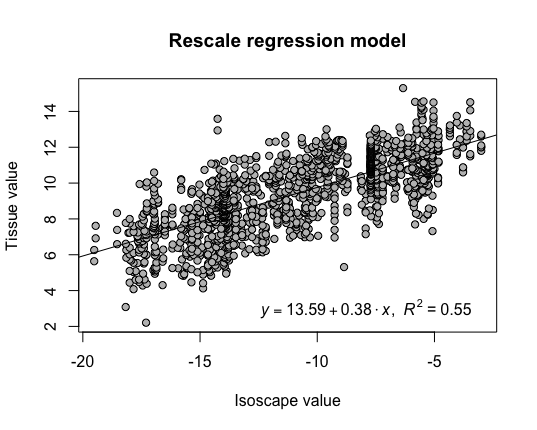 Rescale regression model
Tissue value
14
12
10
8
6
4
2
y = 13.59 + 0.38 · x, R² = 0.55
-20 -15 -10 -5
Isoscape value